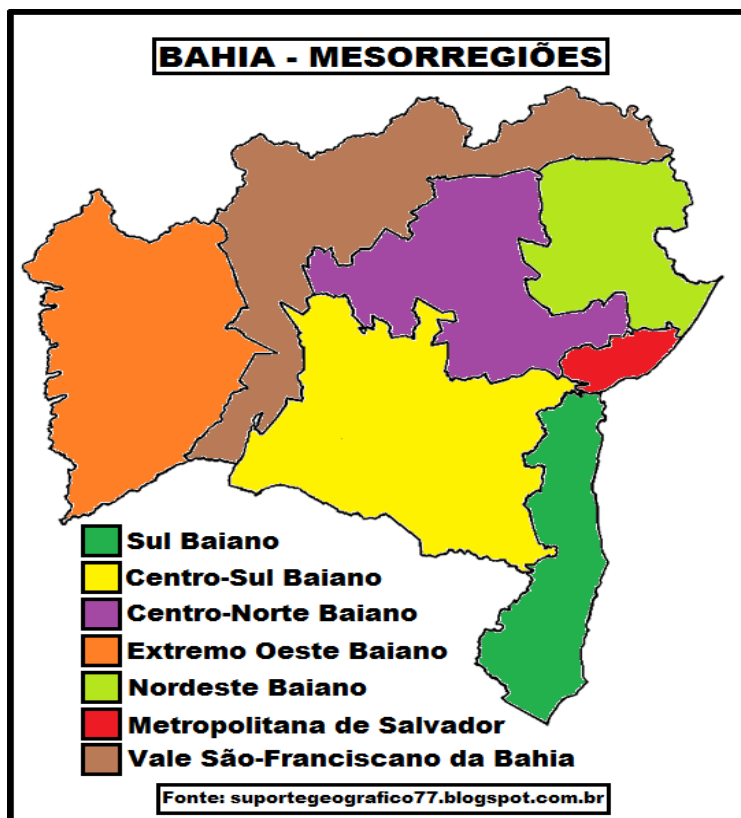 BAHIA - MESORREGIÕES
Sul Baiano
Centro-Sul Baiano
Centro-Norte Baiano
Extremo Oeste Baiano
Nordeste Baiano
Metropolitana de Salvador
Vale São-Franciscano da Bahia
Fonte: suportegeografico77.blogspot.com.br